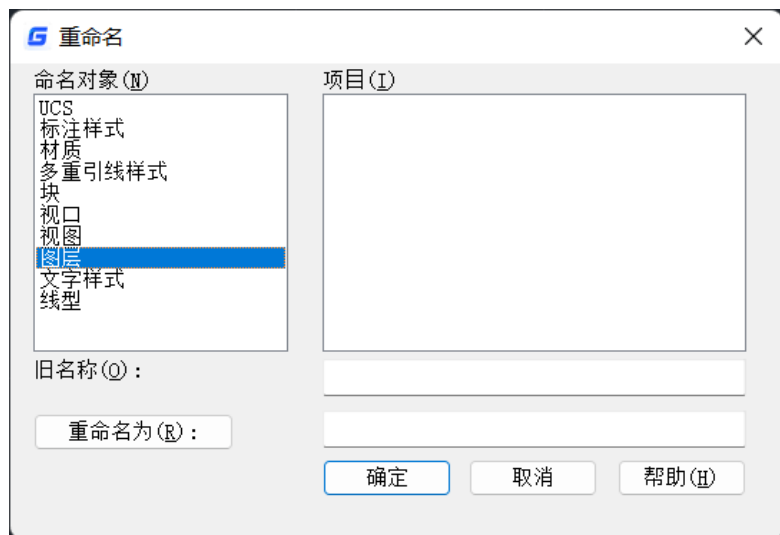 重命名
命名对象(N)
项目(I)
UCS
标注样式
材质
多重引线样式
块
视口
视图
图层
文字样式
线型
旧名称(O):
重命名为(R):
确定
取消
帮助(H)